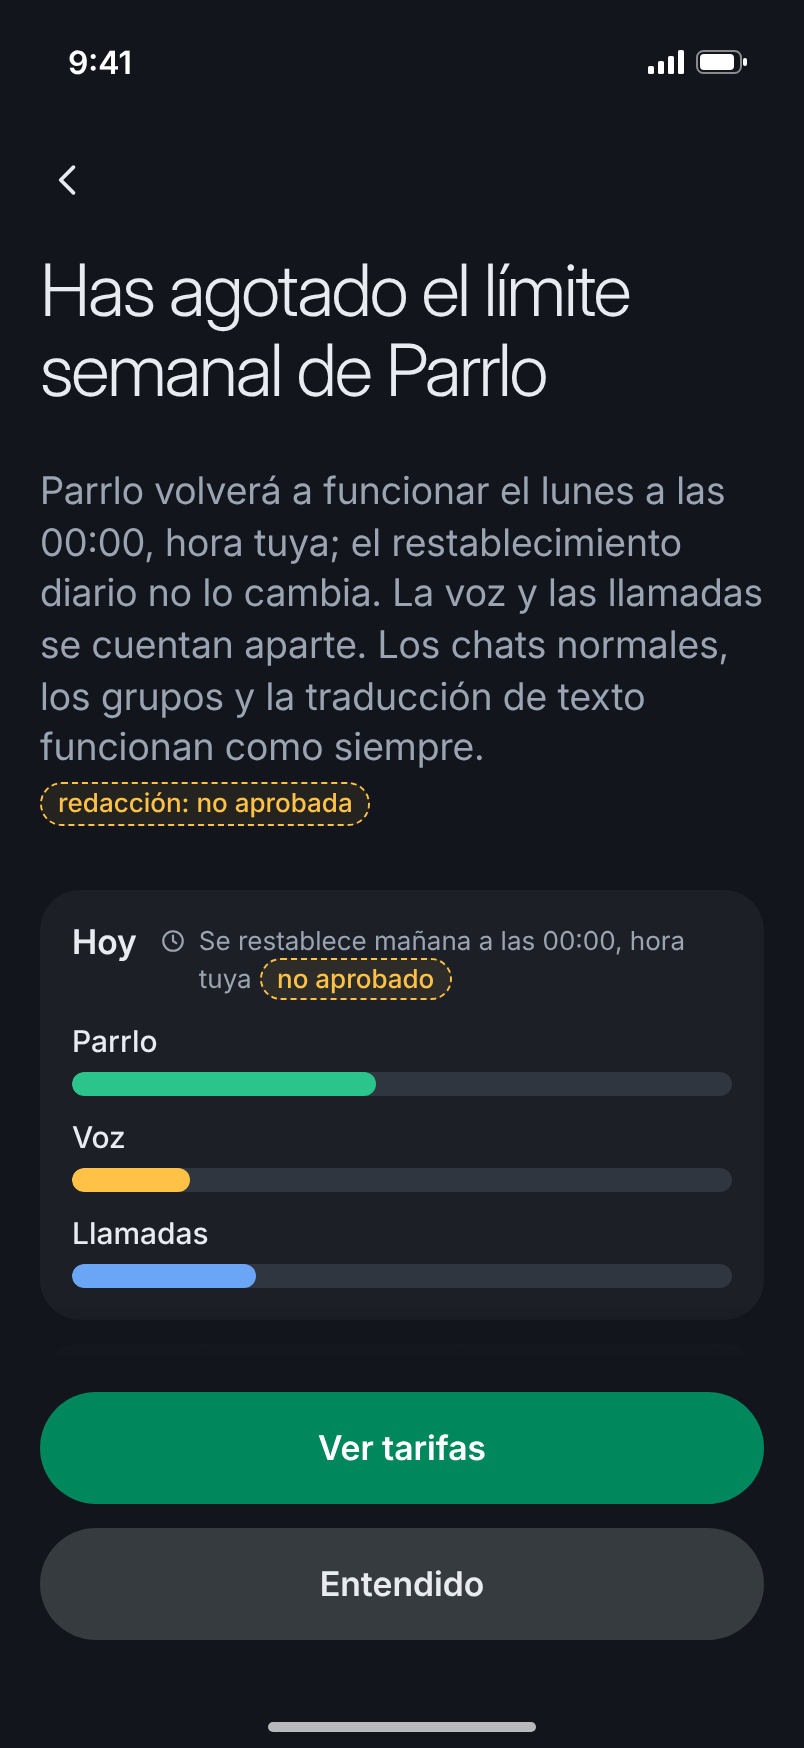 9:41
Has agotado el límite
semanal de Parrlo
Parrlo volverá a funcionar el lunes a las
00:00, hora tuya; el restablecimiento
diario no lo cambia. La voz y las llamadas
se cuentan aparte. Los chats normales,
los grupos y la traducción de texto
funcionan como siempre.
redacción: no aprobada
Hoy Se restablece mañana a las 00:00, hora
tuya no aprobado
Parrlo
Voz
Llamadas
Ver tarifas
Entendido